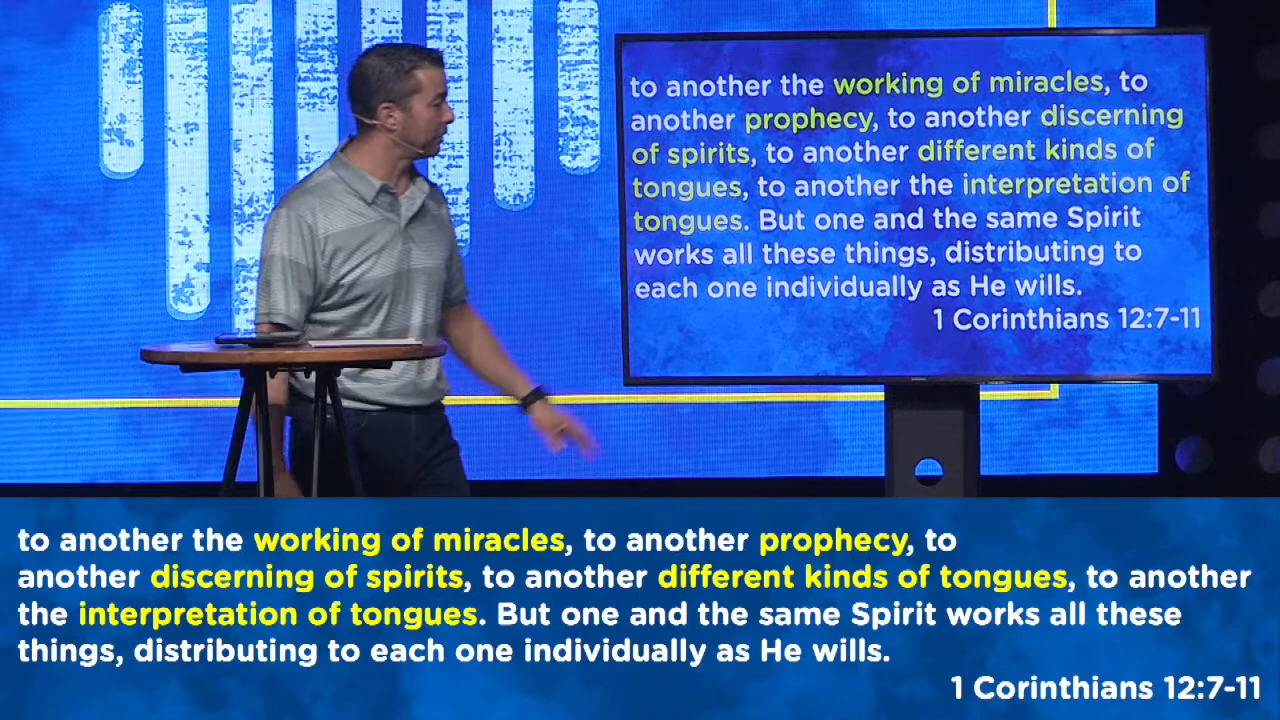 to another the working of miracles, to
another prophecy, to another discerning
of spirits, to another different kinds of
tongues, to another the interpretation of
tongues. But one and the same Spirit
works all these things, distributing to
each one individually as He wills.
1 Corinthians 12:7-11
to another the working of miracles, to another prophecy, to
another discerning of spirits, to another different kinds of tongues, to another
the interpretation of tongues. But one and the same Spirit works all these
things, distributing to each one individually as He wills.
1 Corinthians 12:7-11